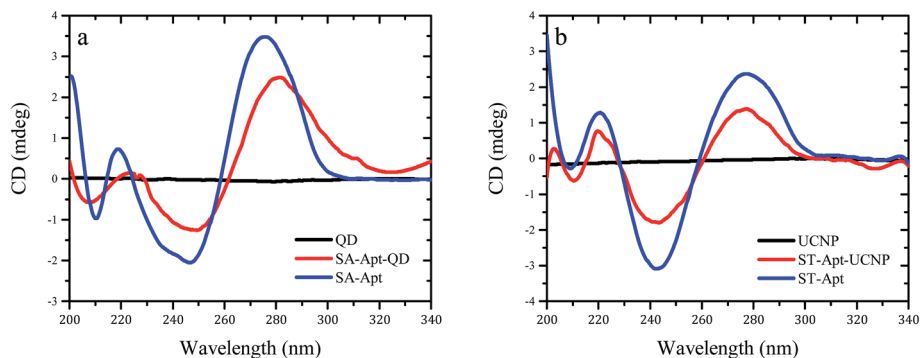 a
4
3
2
1
0
-1
-2
-3
CD (mdeg)
QD
SA-Apt-QD
SA-Apt
200 220 240 260 280 300 320 340
Wavelength (nm)
b
4
3
2
1
0
-1
-2
-3
-4
CD (mdeg)
UCNP
ST-Apt-UCNP
ST-Apt
200 220 240 260 280 300 320 340
Wavelength (nm)